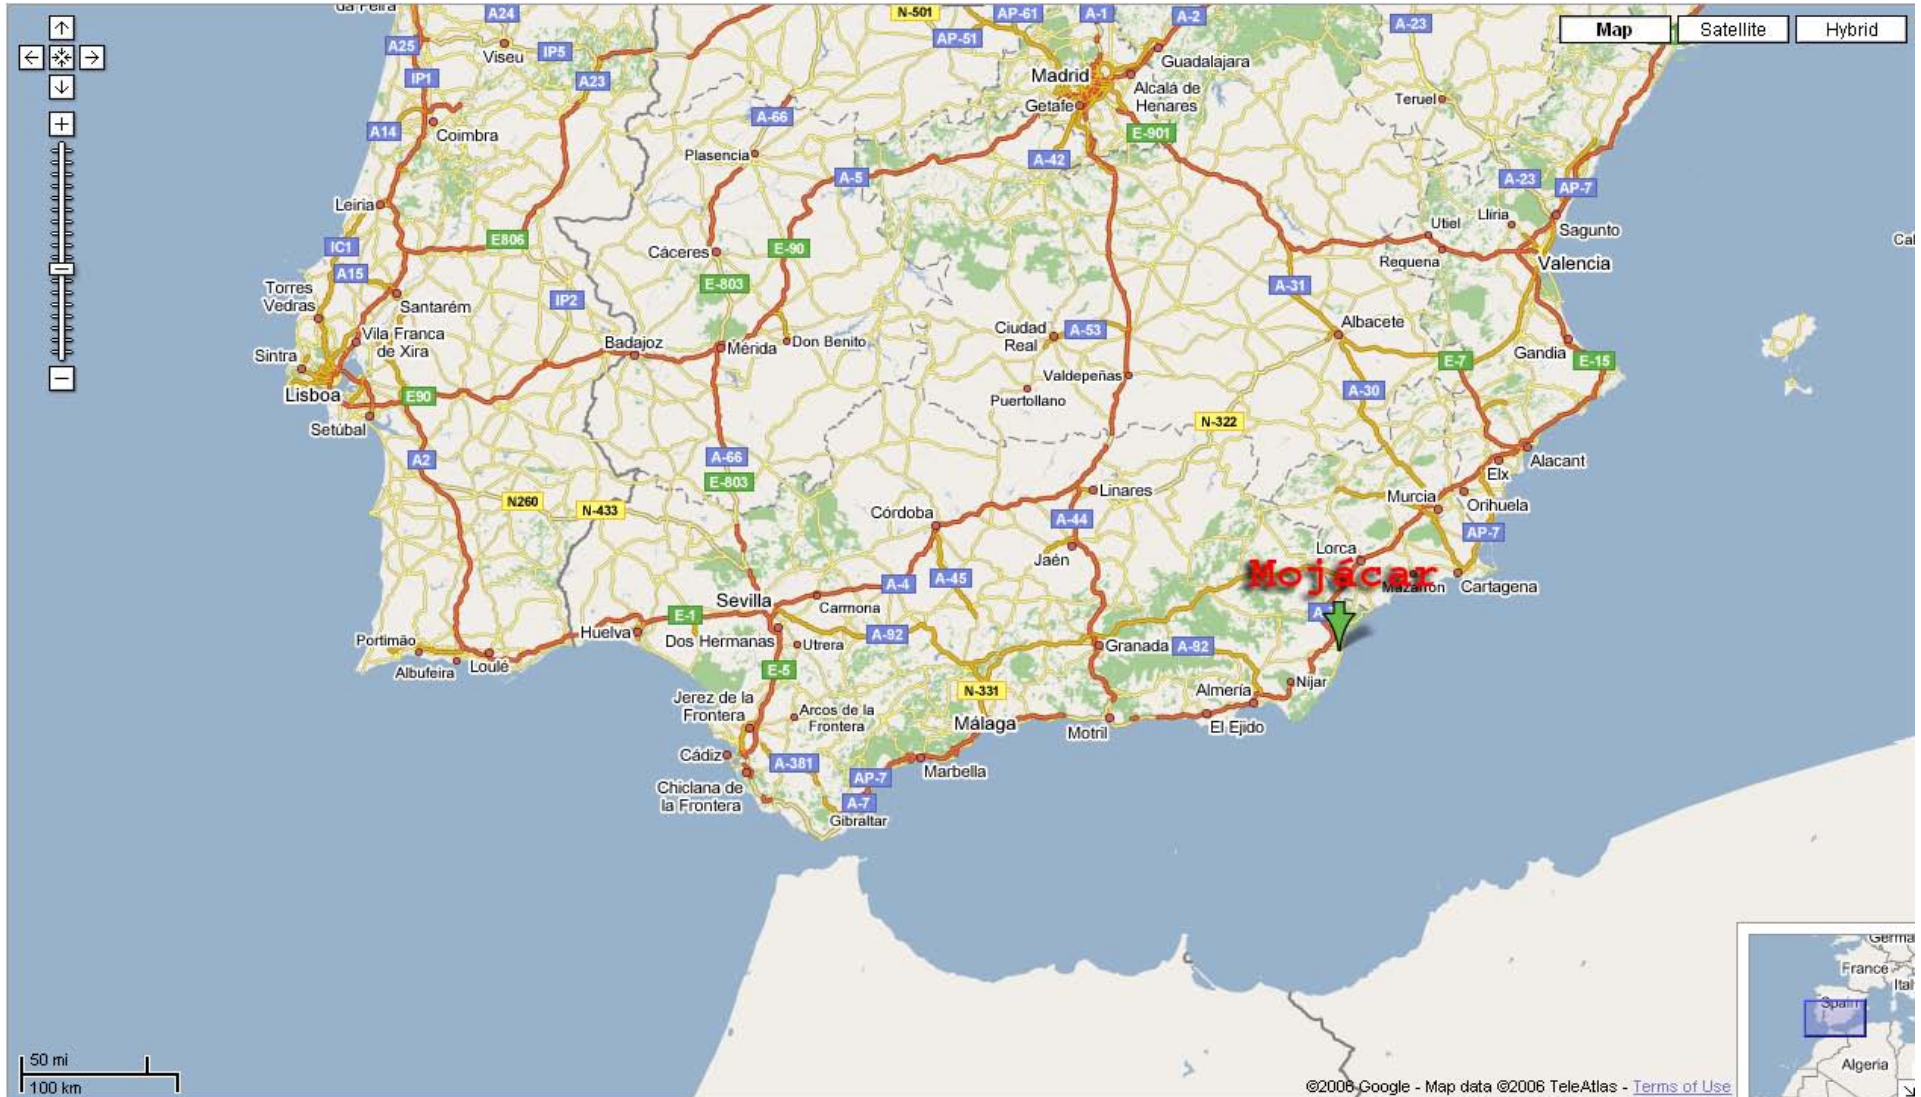 da Feira
A24
N-501
AP-61
A-1
A-2
A-23
Map
Satellite
Hybrid
A25
Viseu
IP5
AP-51
Guadalajara
IP1
A23
Madrid
Alcalá de
Henares
Getafe
Teruel
A14
Coimbra
A-66
E-901
Plasencia
A-42
A-5
A-23
AP-7
Leiria
Utiel
Llíria
Sagunto
IC1
E806
Cáceres
E-90
Requena
Valencia
A15
E-803
A-31
Torres
Vedras
Santarém
IP2
Vila Franca
de Xira
Ciudad
Real
A-53
Albacete
Sintra
Badajoz
Mérida
Don Benito
Gandia
E-7
E-15
Lisboa
E90
Valdepeñas
A-30
Puertollano
Setúbal
N-322
A2
A-66
Alacant
E-803
Elx
N260
N-433
Linares
Murcia
Orihuela
Córdoba
A-44
AP-7
Jaén
Lorca
Mojácar
Mazarrón
Cartagena
A-4
A-45
Sevilla
Carmona
E-1
Huelva
Dos Hermanas
Utrera
A-92
Granada
A-92
Portimão
Albufeira
Loulé
E-5
N-331
Almería
Nijar
Jerez de la
Frontera
Arcos de la
Frontera
Málaga
Motril
El Ejido
Cádiz
A-381
AP-7
Marbella
Chiclana de
la Frontera
A-7
Gibraltar
France
Spain
Algeria
50 mi
100 km
©2006 Google - Map data ©2006 TeleAtlas - Terms of Use